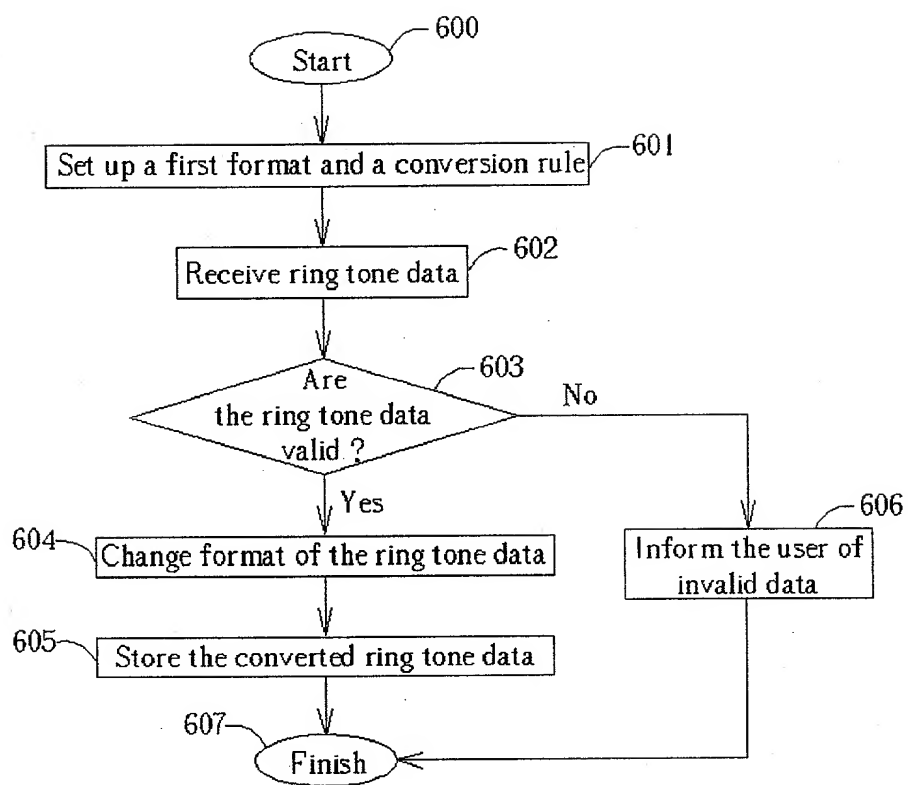 600
Start
601
Set up a first format and a conversion rule
602
Receive ring tone data
603
Are
the ring tone data
valid ?
No
Yes
604
Change format of the ring tone data
606
Inform the user of
invalid data
605
Store the converted ring tone data
607
Finish